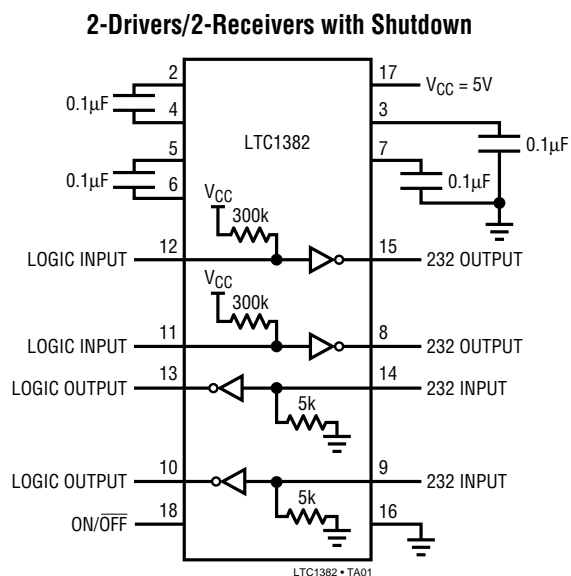 2-Drivers/2-Receivers with Shutdown
2
17
VCC = 5V
0.1µF
4
3
LTC1382
5
7
0.1µF
0.1µF
6
0.1µF
VCC
300k
LOGIC INPUT
12
15
232 OUTPUT
VCC
300k
LOGIC INPUT
11
8
232 OUTPUT
LOGIC OUTPUT
13
14
232 INPUT
5k
LOGIC OUTPUT
10
9
232 INPUT
5k
ON/OFF
18
16
LTC1382 • TA01